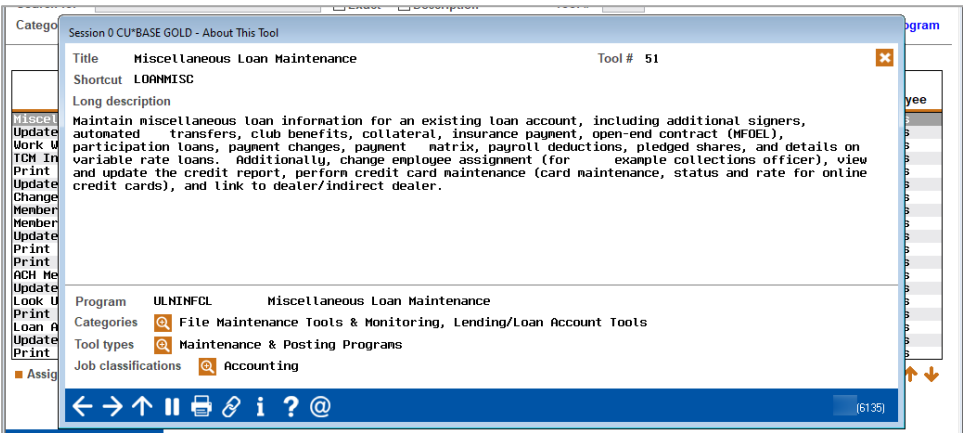 Catego
ogram
Session 0 CU*BASE GOLD - About This Tool
Title Miscellaneous Loan Maintenance Tool # 51
Shortcut LOANMISC
Long description
yee
Maintain miscellaneous loan information for an existing loan account, including additional signers,
automated transfers, club benefits, collateral, insurance payment, open-end contract (MFOEL),
participation loans, payment changes, payment matrix, payroll deductions, pledged shares, and details on
variable rate loans. Additionally, change employee assignment (for example collections officer), view
and update the credit report, perform credit card maintenance (card maintenance, status and rate for online
credit cards), and link to dealer/indirect dealer.
Miscel
Update
Work W
TCM In
Print
Update
Change
Member
Member
Update
Print
Print
ACH Me
Update
Look U
Print
Loan A
Update
Print
Program ULNINFCL Miscellaneous Loan Maintenance
Categories File Maintenance Tools & Monitoring, Lending/Loan Account Tools
Tool types Maintenance & Posting Programs
Job classifications Accounting
Assig
(6135)